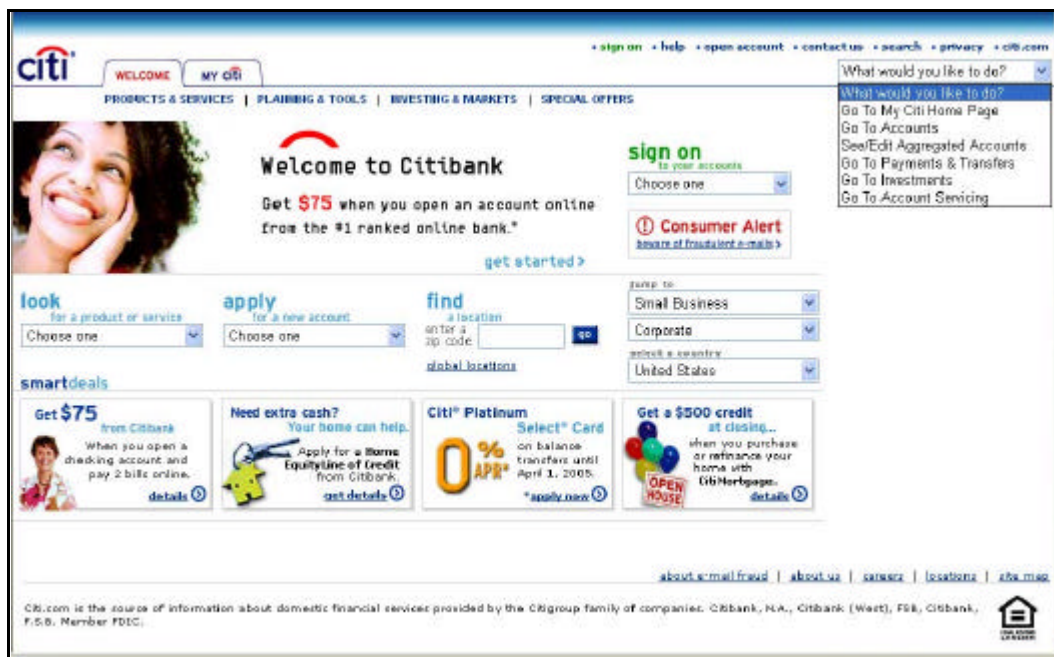 • sign on • help • open account • contact us • search • privacy • citi.com
citi
WELCOME
MY citi
What would you like to do?
PRODUCTS & SERVICES | PLANNING & TOOLS | INVESTING & MARKETS | SPECIAL OFFERS
What would you like to do?
Go To My Citi Home Page
Go To Accounts
See/Edit Aggregated Accounts
Go To Payments & Transfers
Go To Investments
Go To Account Servicing
Welcome to Citibank
Get $75 when you open an account online
from the #1 ranked online bank.*
get started >
sign on
to your accounts
Choose one
Consumer Alert
beware of fraudulent e-mails >
look
for a product or service
Choose one
apply
for a new account
Choose one
find
a location
enter a
zip code
go
global locations
jump to
Small Business
Corporate
select a country
United States
smartdeals
Get $75
from Citibank
When you open a
checking account and
pay 2 bills online.
details
Need extra cash?
Your home can help.
Apply for a Home
Equity Line of Credit
from Citibank.
get details
Citi® Platinum
Select® Card
0% APR*
on balance
transfers until
April 1, 2005.
*apply now
Get a $500 credit
at closing...
when you purchase
or refinance your
home with
CitiMortgage.
OPEN
HOUSE
details
about e-mail fraud | about us | careers | locations | site map
Citi.com is the source of information about domestic financial services provided by the Citigroup family of companies. Citibank, N.A., Citibank (West), FSB, Citibank,
F.S.B. Member FDIC.